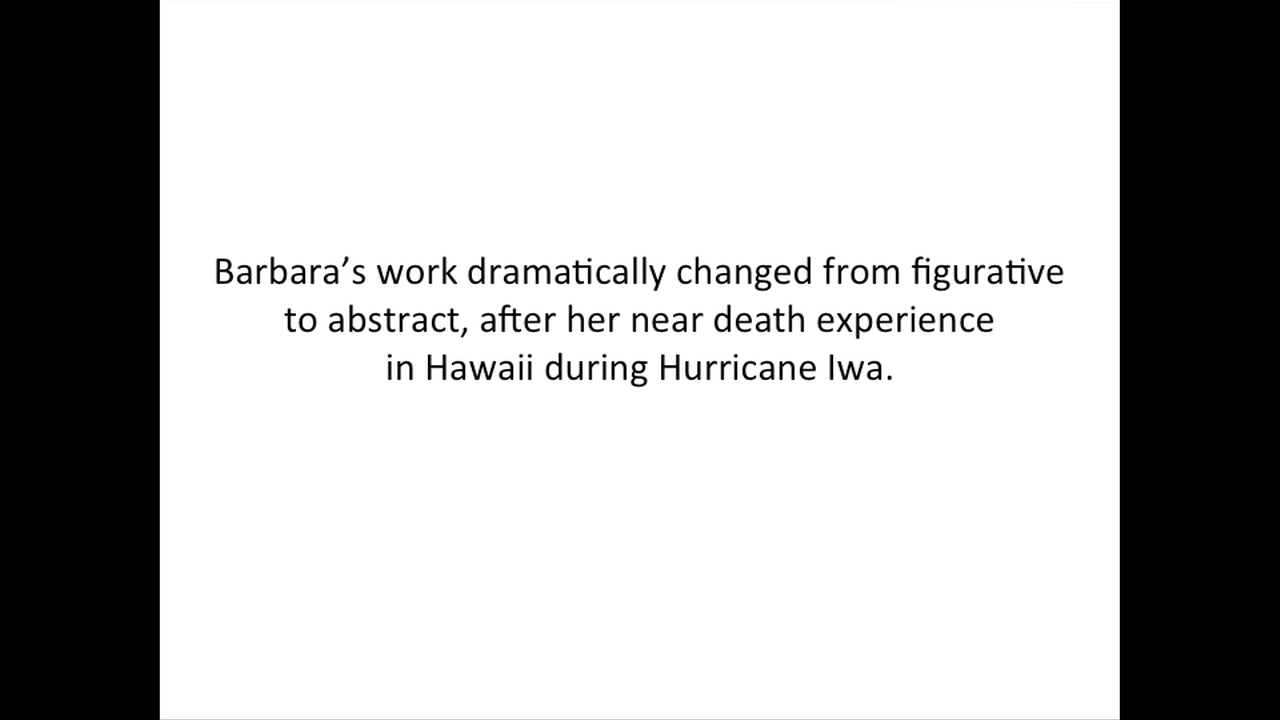 Barbara’s work dramatically changed from figurative
to abstract, after her near death experience
in Hawaii during Hurricane Iwa.